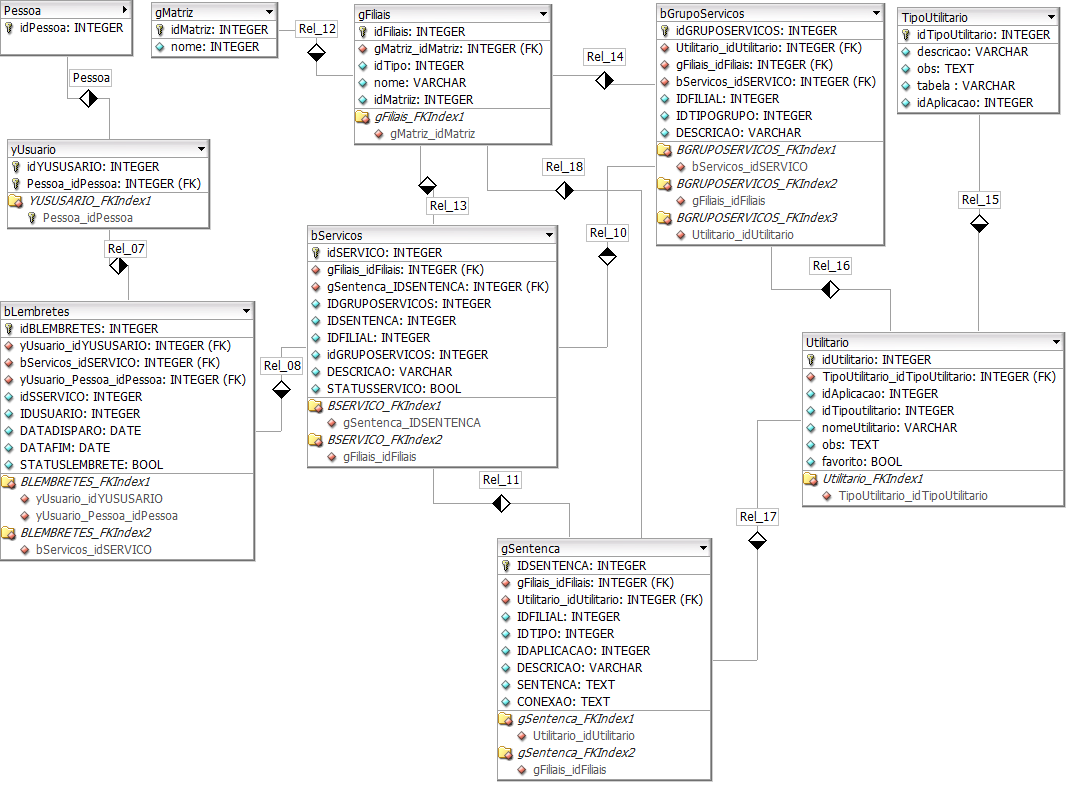 Pessoa
idPessoa: INTEGER
gMatriz
idMatriz: INTEGER
nome: INTEGER
Rel_12
gFiliais
idFiliais: INTEGER
gMatriz_idMatriz: INTEGER (FK)
idTipo: INTEGER
nome: VARCHAR
idMatriiz: INTEGER
gFiliais_FKIndex1
gMatriz_idMatriz
Rel_14
bGrupoServicos
idGRUPOSERVICOS: INTEGER
Utilitario_idUtilitario: INTEGER (FK)
gFiliais_idFiliais: INTEGER (FK)
bServicos_idSERVICO: INTEGER (FK)
IDFILIAL: INTEGER
IDTIPOGRUPO: INTEGER
DESCRICAO: VARCHAR
BGRUPOSERVICOS_FKIndex1
bServicos_idSERVICO
BGRUPOSERVICOS_FKIndex2
gFiliais_idFiliais
BGRUPOSERVICOS_FKIndex3
Utilitario_idUtilitario
TipoUtilitario
idTipoUtilitario: INTEGER
descricao: VARCHAR
obs: TEXT
tabela : VARCHAR
idAplicacao: INTEGER
Pessoa
yUsuario
idYUSUSARIO: INTEGER
Pessoa_idPessoa: INTEGER (FK)
YUSUSARIO_FKIndex1
Pessoa_idPessoa
Rel_18
Rel_13
Rel_15
Rel_10
Rel_07
Rel_16
bServicos
idSERVICO: INTEGER
gFiliais_idFiliais: INTEGER (FK)
gSentenca_IDSENTENCA: INTEGER (FK)
IDGRUPOSERVICOS: INTEGER
IDSENTENCA: INTEGER
IDFILIAL: INTEGER
idGRUPOSERVICOS: INTEGER
DESCRICAO: VARCHAR
STATUSSERVICO: BOOL
BSERVICO_FKIndex1
gSentenca_IDSENTENCA
BSERVICO_FKIndex2
gFiliais_idFiliais
bLembretes
idBLEMBRETES: INTEGER
yUsuario_idYUSUSARIO: INTEGER (FK)
bServicos_idSERVICO: INTEGER (FK)
yUsuario_Pessoa_idPessoa: INTEGER (FK)
idSSERVICO: INTEGER
IDUSUARIO: INTEGER
DATADISPARO: DATE
DATAFIM: DATE
STATUSLEMBRETE: BOOL
BLEMBRETES_FKIndex1
yUsuario_idYUSUSARIO
yUsuario_Pessoa_idPessoa
BLEMBRETES_FKIndex2
bServicos_idSERVICO
Rel_08
Utilitario
idUtilitario: INTEGER
TipoUtilitario_idTipoUtilitario: INTEGER (FK)
idAplicacao: INTEGER
idTipoutilitario: INTEGER
nomeUtilitario: VARCHAR
obs: TEXT
favorito: BOOL
Utilitario_FKIndex1
TipoUtilitario_idTipoUtilitario
Rel_11
Rel_17
gSentenca
IDSENTENCA: INTEGER
gFiliais_idFiliais: INTEGER (FK)
Utilitario_idUtilitario: INTEGER (FK)
IDFILIAL: INTEGER
IDTIPO: INTEGER
IDAPLICACAO: INTEGER
DESCRICAO: VARCHAR
SENTENCA: TEXT
CONEXAO: TEXT
gSentenca_FKIndex1
Utilitario_idUtilitario
gSentenca_FKIndex2
gFiliais_idFiliais